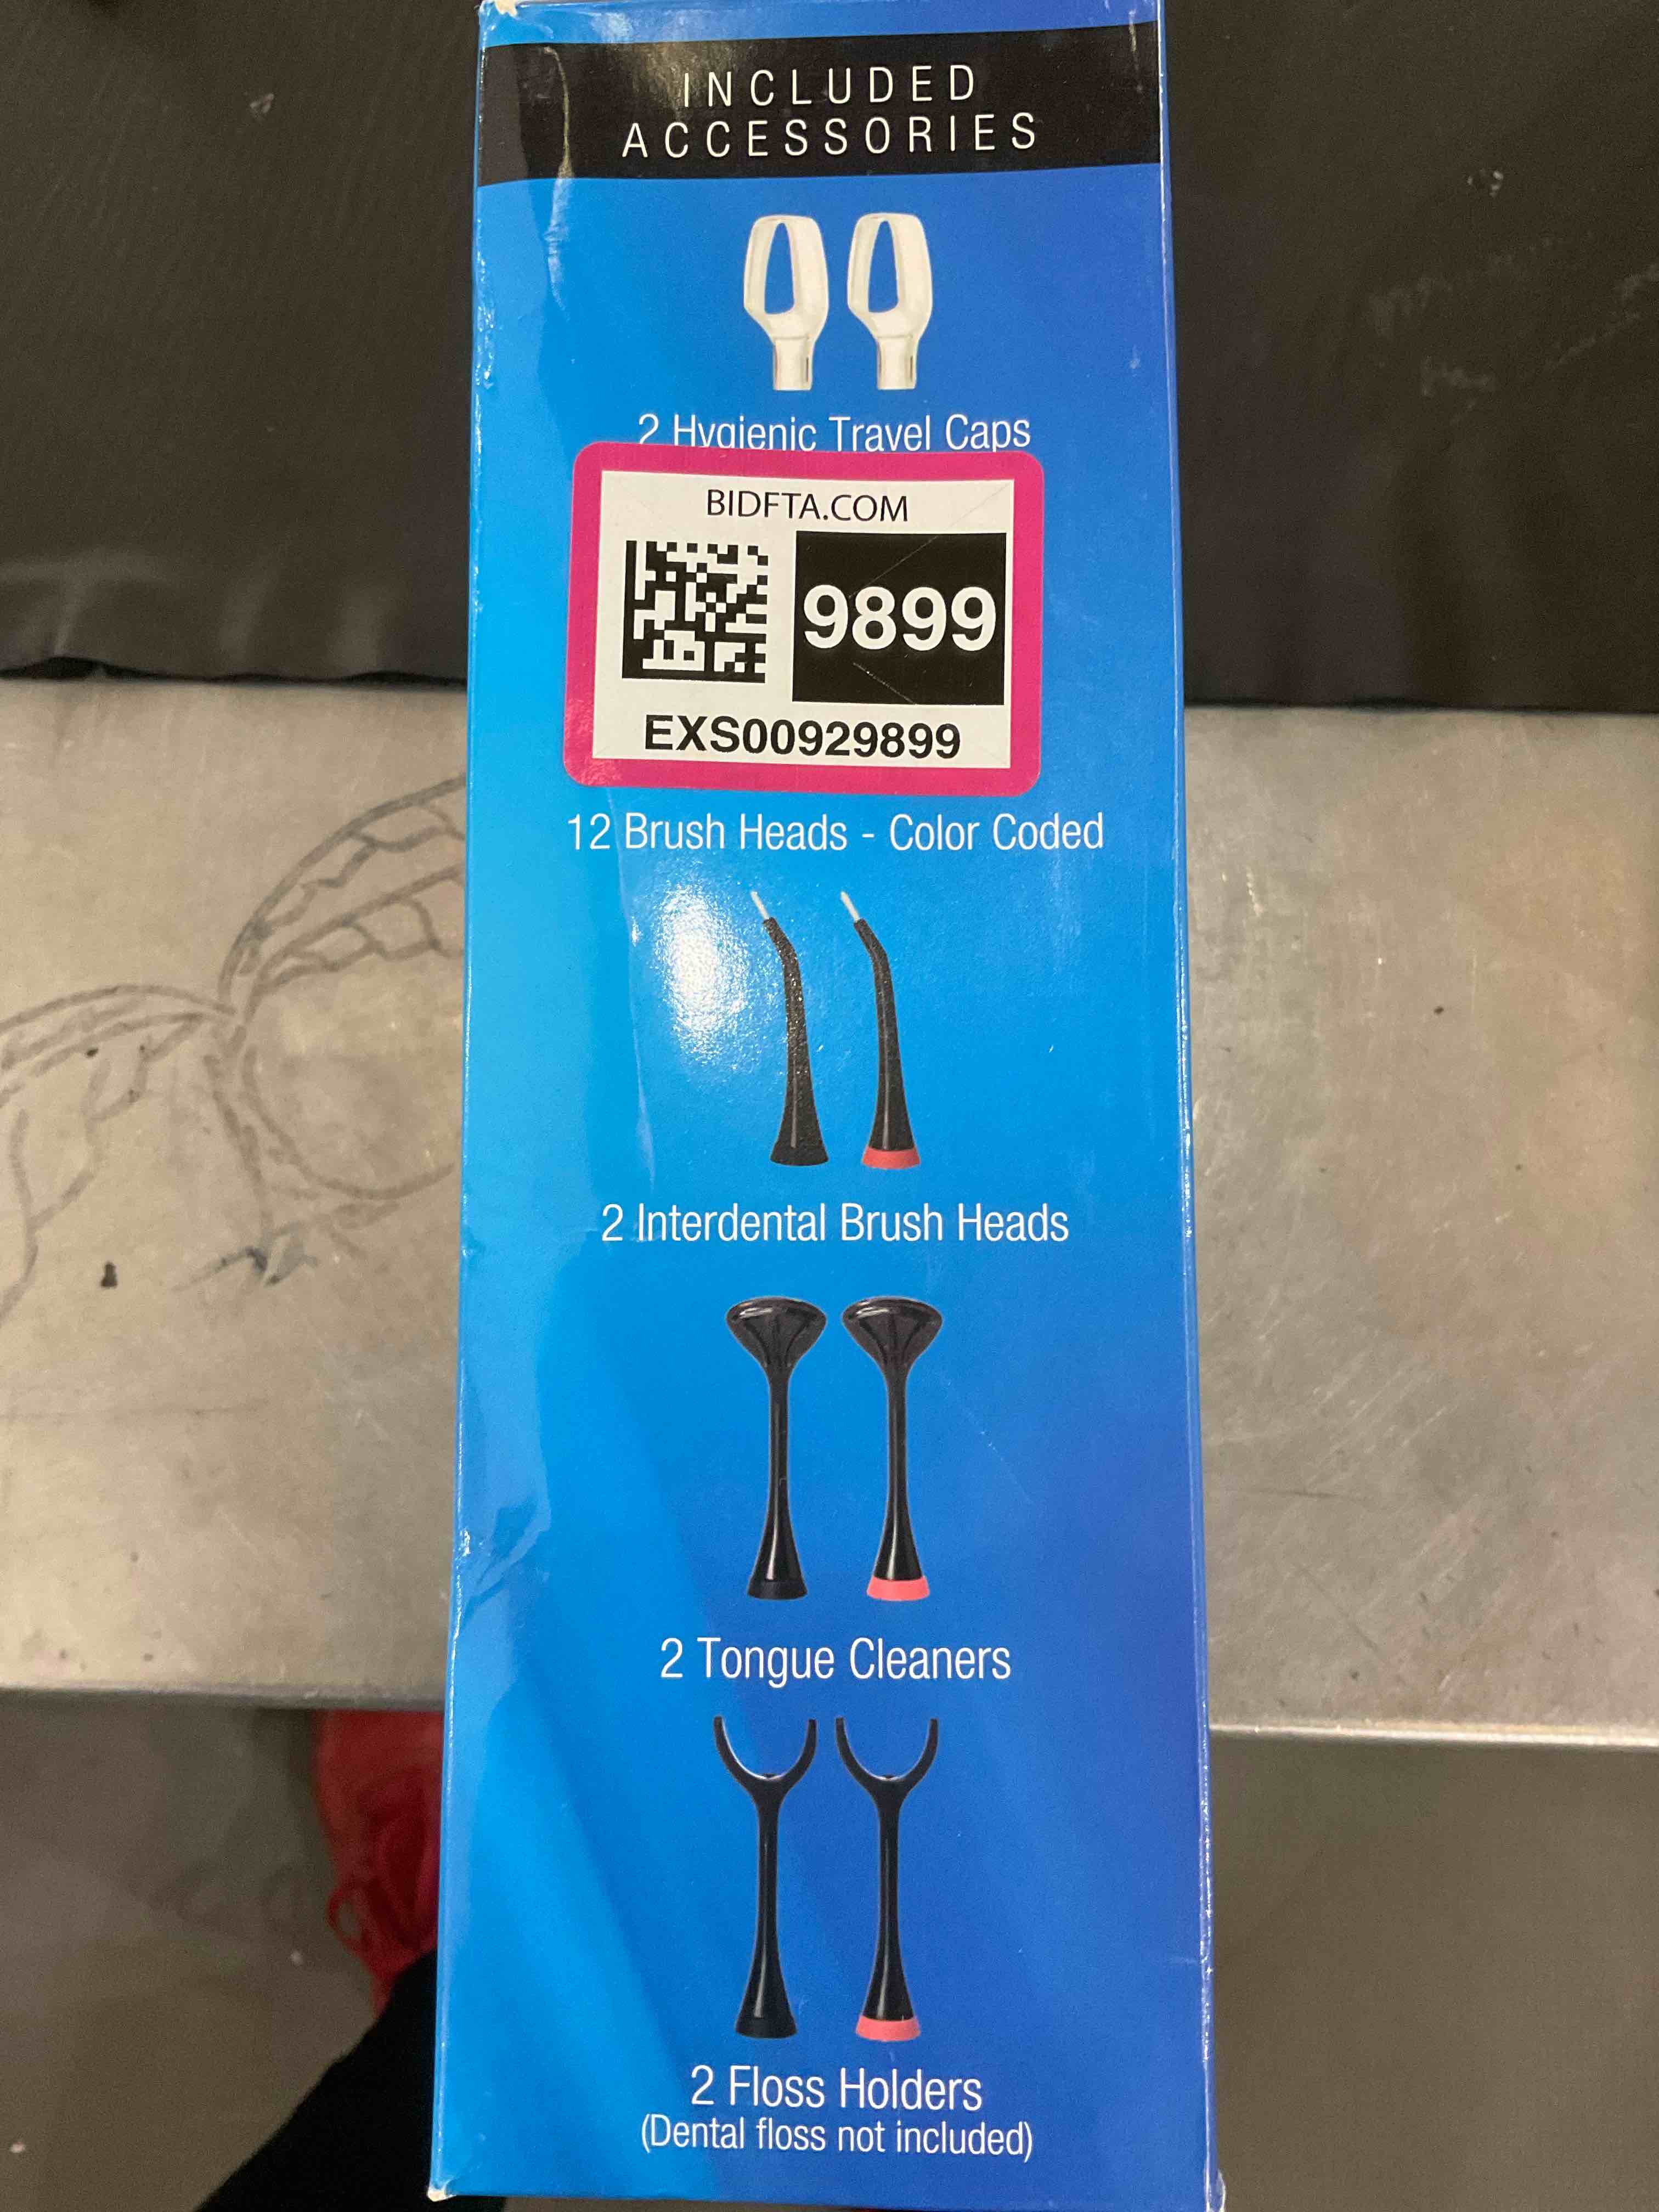 INCLUDED
ACCESSORIES
2 Hygienic Travel Caps
BIDFTA.COM
9899
EXS00929899
12 Brush Heads - Color Coded
2 Interdental Brush Heads
2 Tongue Cleaners
2 Floss Holders
(Dental floss not included)